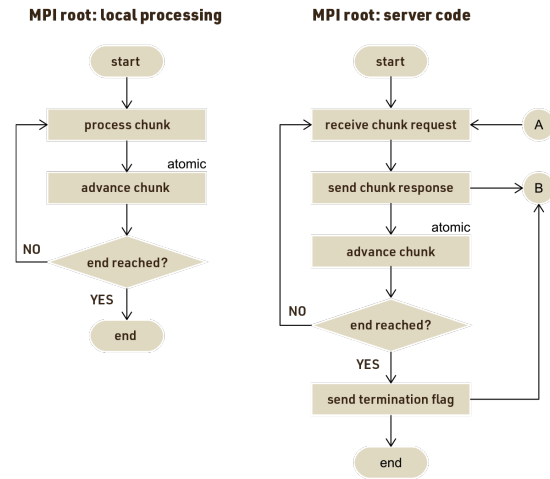 MPI root: local processing
start
process chunk
atomic
advance chunk
end reached?
NO
YES
end
MPI root: server code
start
receive chunk request
A
send chunk response
B
atomic
advance chunk
end reached?
NO
YES
send termination flag
end